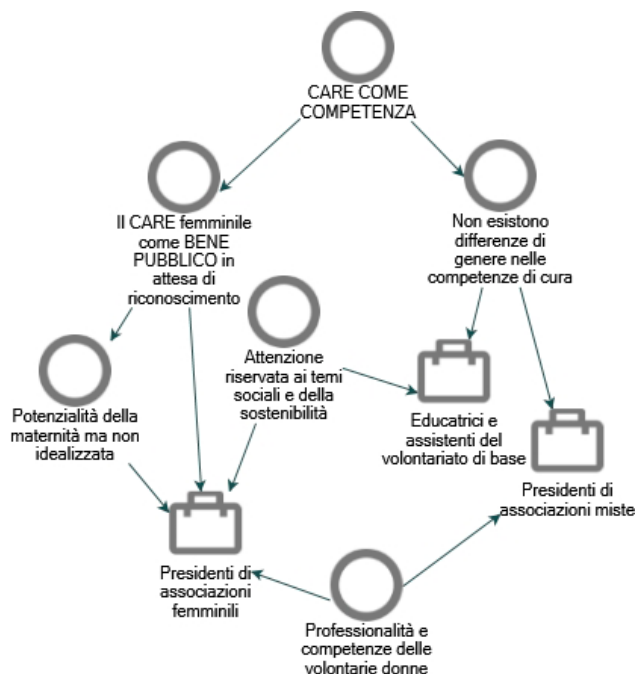 CARE COME
COMPETENZA
Il CARE femminile
come BENE
PUBBLICO in
attesa di
riconoscimento
Non esistono
differenze di
genere nelle
competenze di cura
Attenzione
riservata ai temi
sociali e della
sostenibilità
Potenzialità della
maternità ma non
idealizzata
Educatrici e
assistenti del
volontariato di base
Presidenti di
associazioni miste
Presidenti di
associazioni
femminili
Professionalità e
competenze delle
volontarie donne